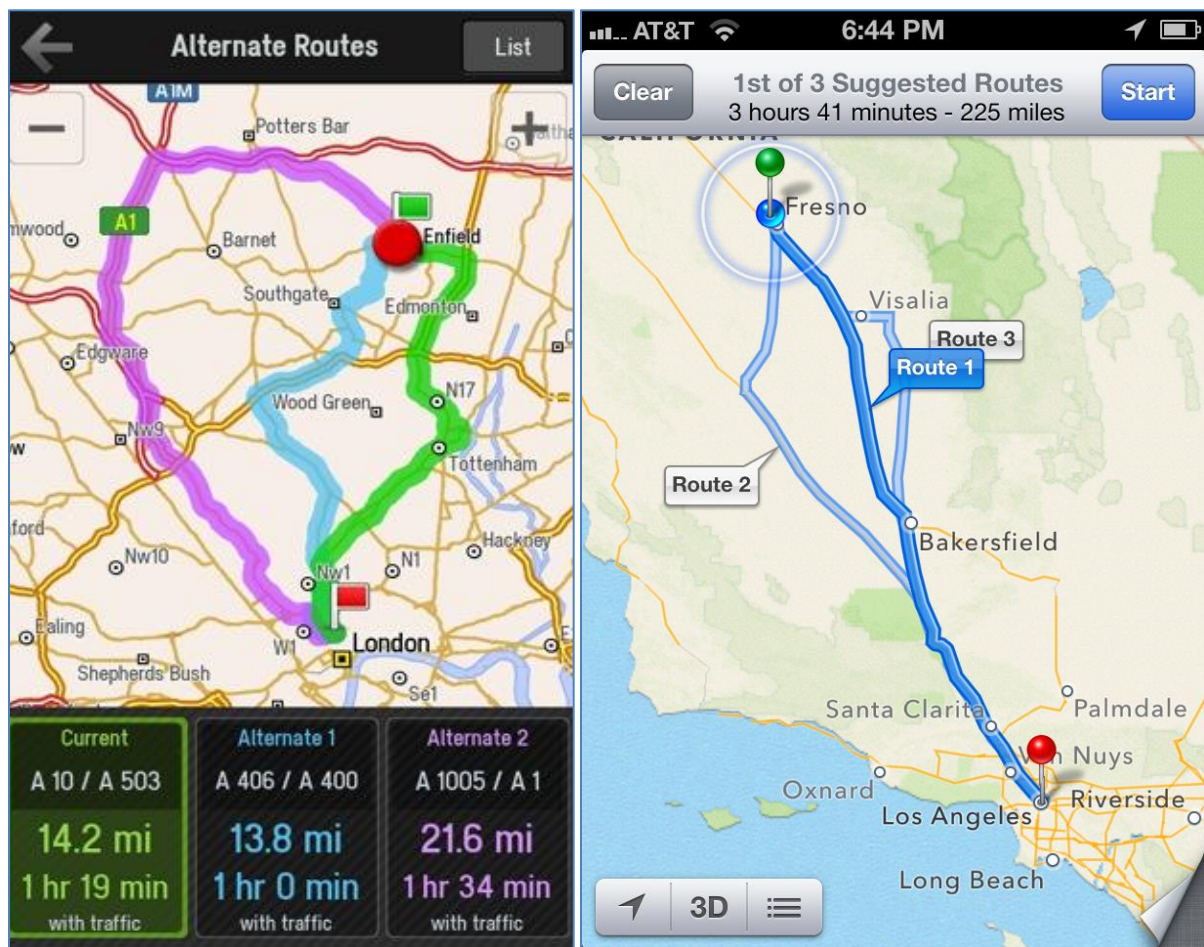 Alternate Routes
List
A1M
Potters Bar
A1
Enfield
Barnet
Southgate
Edmonton
Edgware
Wood Green
N17
Nw9
Tottenham
Nw10
Hackney
N1
Nw1
Ealing
W1
London
Shepherds Bush
Se1
Current
A 10 / A 503
14.2 mi
1 hr 19 min
with traffic
Alternate 1
A 406 / A 400
13.8 mi
1 hr 0 min
with traffic
Alternate 2
A 1005 / A 1
21.6 mi
1 hr 34 min
with traffic
AT&T
6:44 PM
Clear
1st of 3 Suggested Routes
3 hours 41 minutes - 225 miles
Start
CALIFORNIA
Fresno
Visalia
Route 3
Route 1
Route 2
Bakersfield
Santa Clarita
Palmdale
Van Nuys
Oxnard
Riverside
Los Angeles
Long Beach
3D